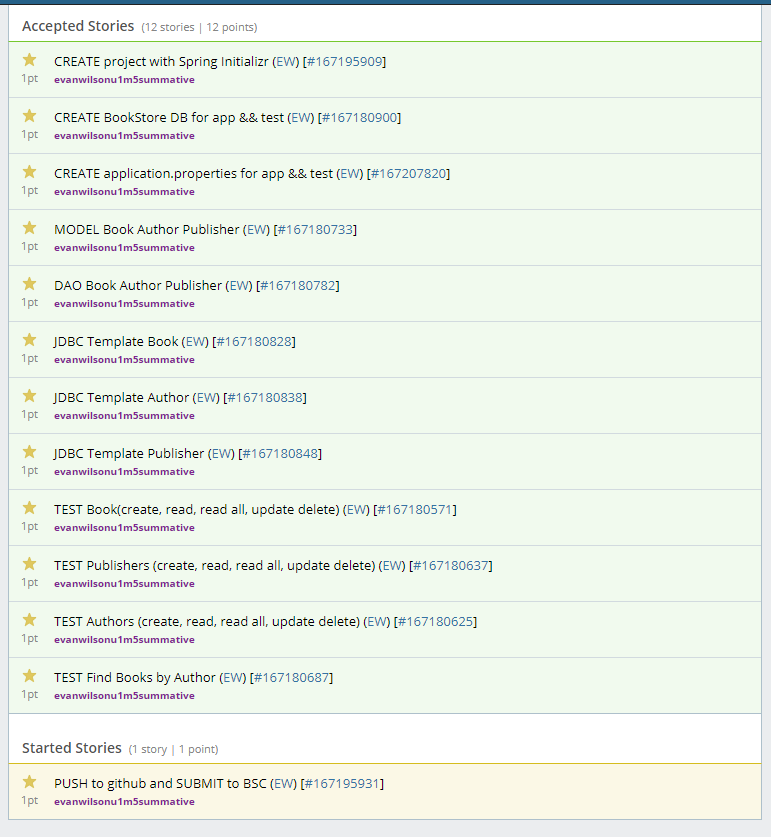 Accepted Stories (12 stories | 12 points)
CREATE project with Spring Initializr (EW) [#167195909]
1pt evanwilsonu1m5summative
CREATE BookStore DB for app && test (EW) [#167180900]
1pt evanwilsonu1m5summative
CREATE application.properties for app && test (EW) [#167207820]
1pt evanwilsonu1m5summative
MODEL Book Author Publisher (EW) [#167180733]
1pt evanwilsonu1m5summative
DAO Book Author Publisher (EW) [#167180782]
1pt evanwilsonu1m5summative
JDBC Template Book (EW) [#167180828]
1pt evanwilsonu1m5summative
JDBC Template Author (EW) [#167180838]
1pt evanwilsonu1m5summative
JDBC Template Publisher (EW) [#167180848]
1pt evanwilsonu1m5summative
TEST Book(create, read, read all, update delete) (EW) [#167180571]
1pt evanwilsonu1m5summative
TEST Publishers (create, read, read all, update delete) (EW) [#167180637]
1pt evanwilsonu1m5summative
TEST Authors (create, read, read all, update delete) (EW) [#167180625]
1pt evanwilsonu1m5summative
TEST Find Books by Author (EW) [#167180687]
1pt evanwilsonu1m5summative
Started Stories (1 story | 1 point)
PUSH to github and SUBMIT to BSC (EW) [#167195931]
1pt evanwilsonu1m5summative